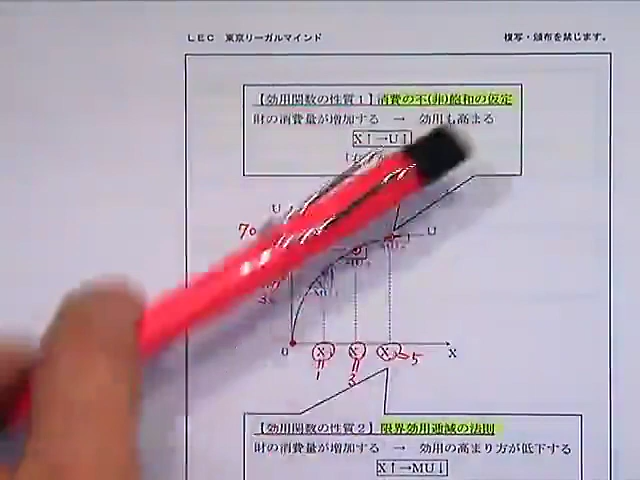 LEC 東京リーガルマインド
複写・頒布を禁じます。
【効用関数の性質1】消費の不(非)飽和の仮定
財の消費量が増加する → 効用も高まる
X↑→U↑
U
70
U
0
X
X
X
=5
X
1
3
【効用関数の性質2】限界効用逓減の法則
財の消費量が増加する → 効用の高まり方が低下する
X↑→MU↓